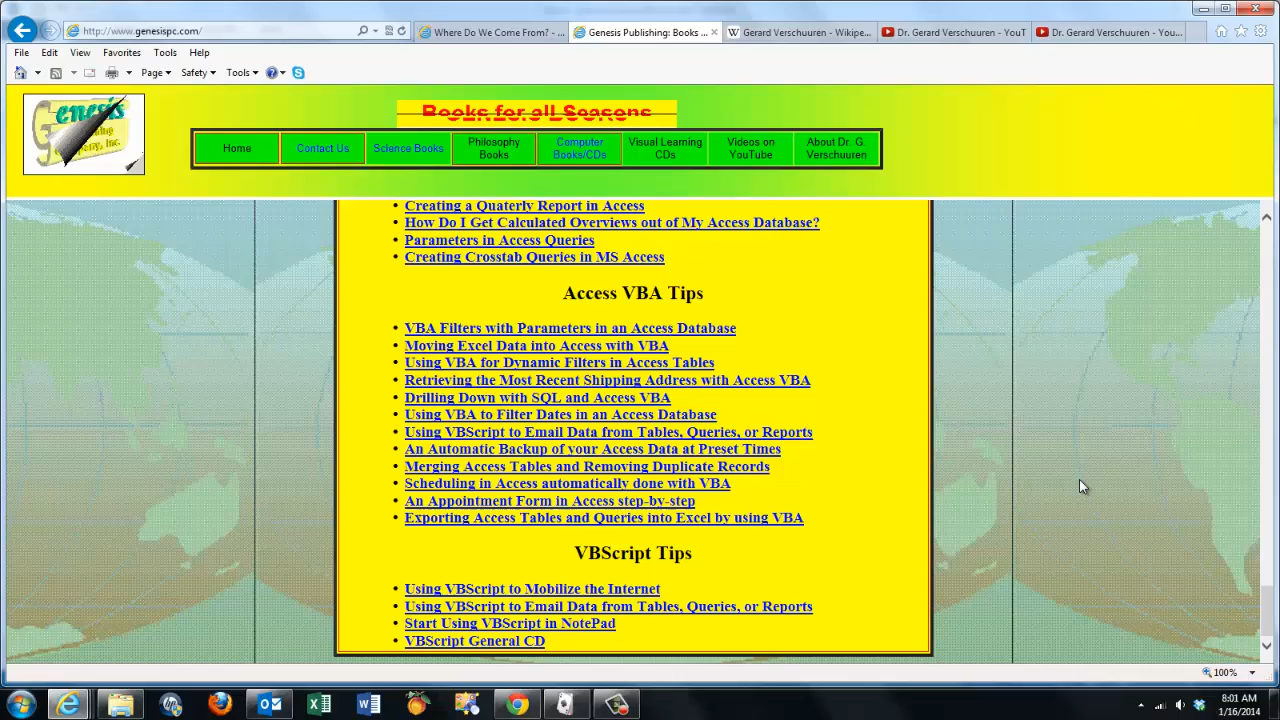 http://www.genesispc.com/
Where Do We Come From? - ...
Genesis Publishing: Books ...
Gerard Verschuuren - Wikipe...
Dr. Gerard Verschuuren - YouT
Dr. Gerard Verschuuren - You...
File Edit View Favorites Tools Help
Page Safety Tools
Books for all Seasons
Home
Contact Us
Science Books
Philosophy
Books
Computer
Books/CDs
Visual Learning
CDs
Videos on
YouTube
About Dr. G.
Verschuuren
• Creating a Quaterly Report in Access
• How Do I Get Calculated Overviews out of My Access Database?
• Parameters in Access Queries
• Creating Crosstab Queries in MS Access
Access VBA Tips
• VBA Filters with Parameters in an Access Database
• Moving Excel Data into Access with VBA
• Using VBA for Dynamic Filters in Access Tables
• Retrieving the Most Recent Shipping Address with Access VBA
• Drilling Down with SQL and Access VBA
• Using VBA to Filter Dates in an Access Database
• Using VBScript to Email Data from Tables, Queries, or Reports
• An Automatic Backup of your Access Data at Preset Times
• Merging Access Tables and Removing Duplicate Records
• Scheduling in Access automatically done with VBA
• An Appointment Form in Access step-by-step
• Exporting Access Tables and Queries into Excel by using VBA
VBScript Tips
• Using VBScript to Mobilize the Internet
• Using VBScript to Email Data from Tables, Queries, or Reports
• Start Using VBScript in NotePad
• VBScript General CD
100%
8:01 AM
1/16/2014